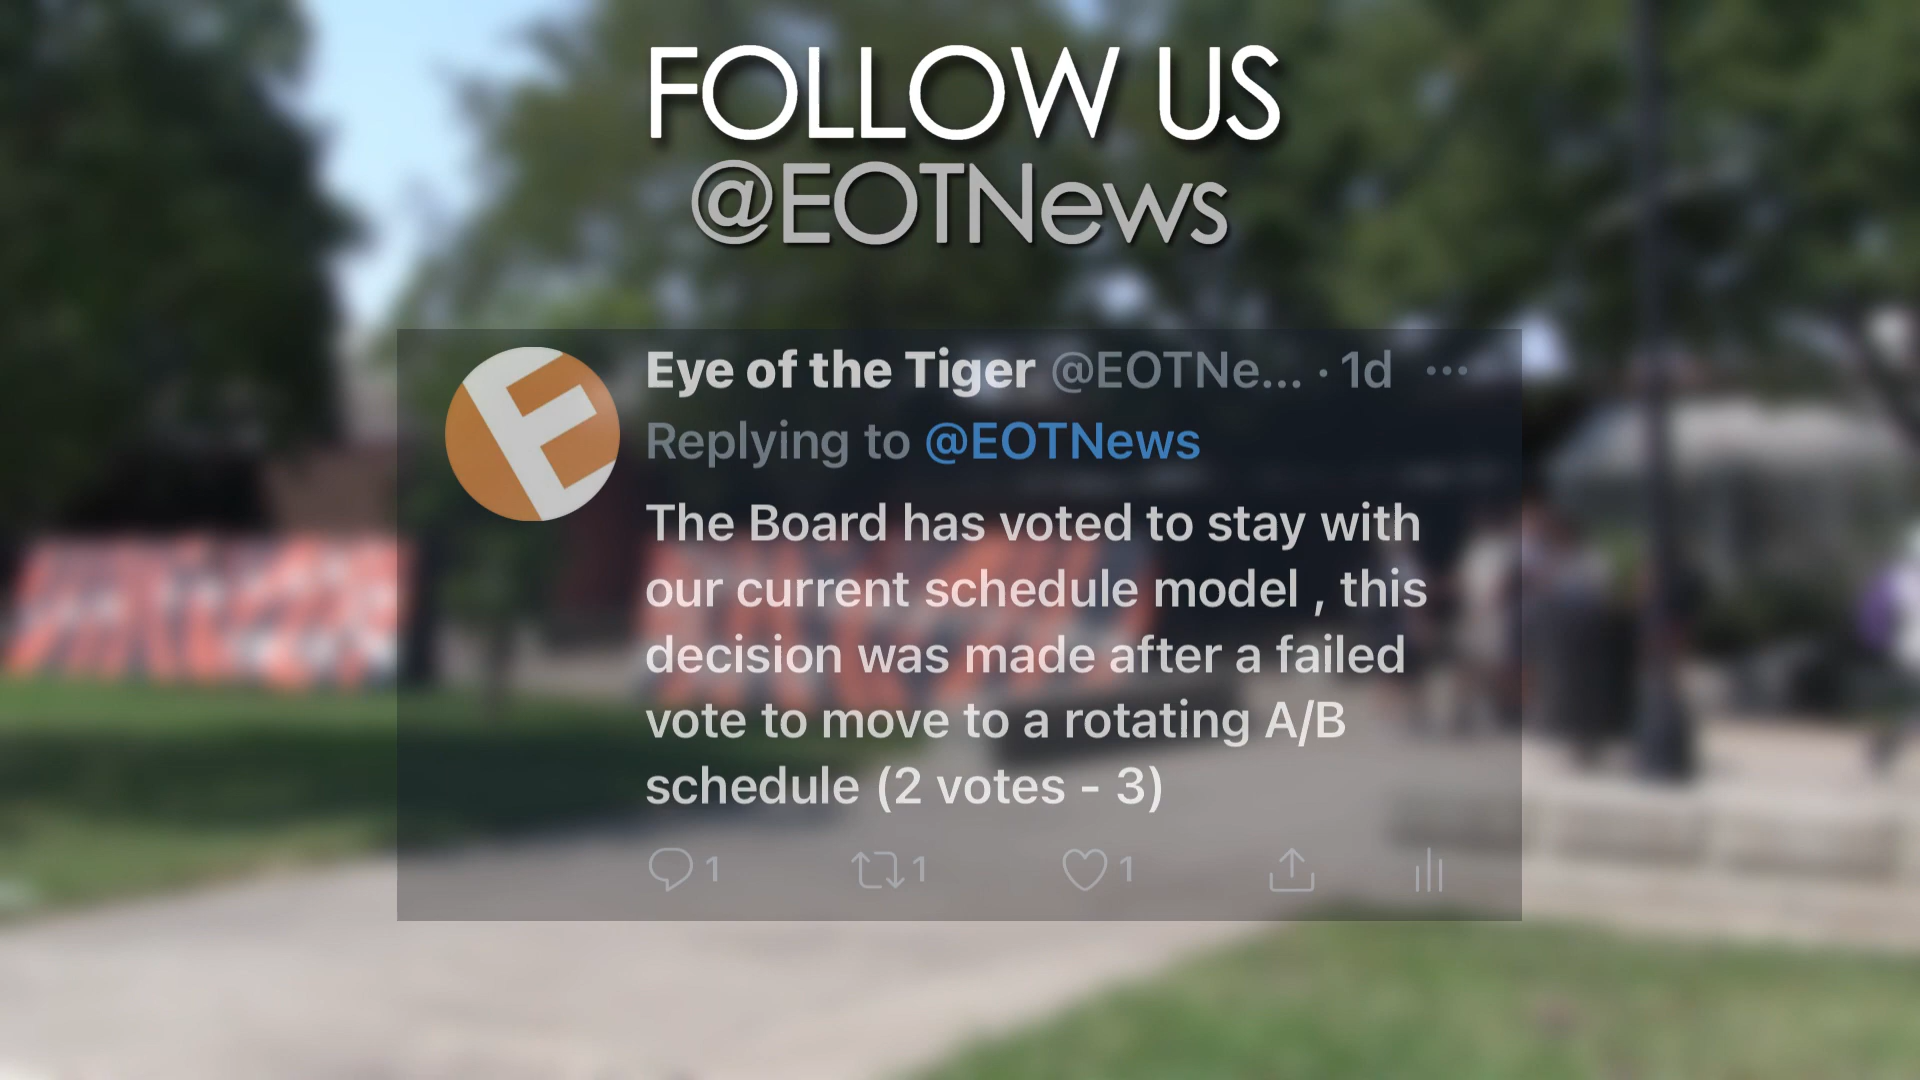 FOLLOW US
@EOTNews
Eye of the Tiger @EOTNe... · 1d ...
Replying to @EOTNews
The Board has voted to stay with
our current schedule model , this
decision was made after a failed
vote to move to a rotating A/B
schedule (2 votes - 3)
1 1 1